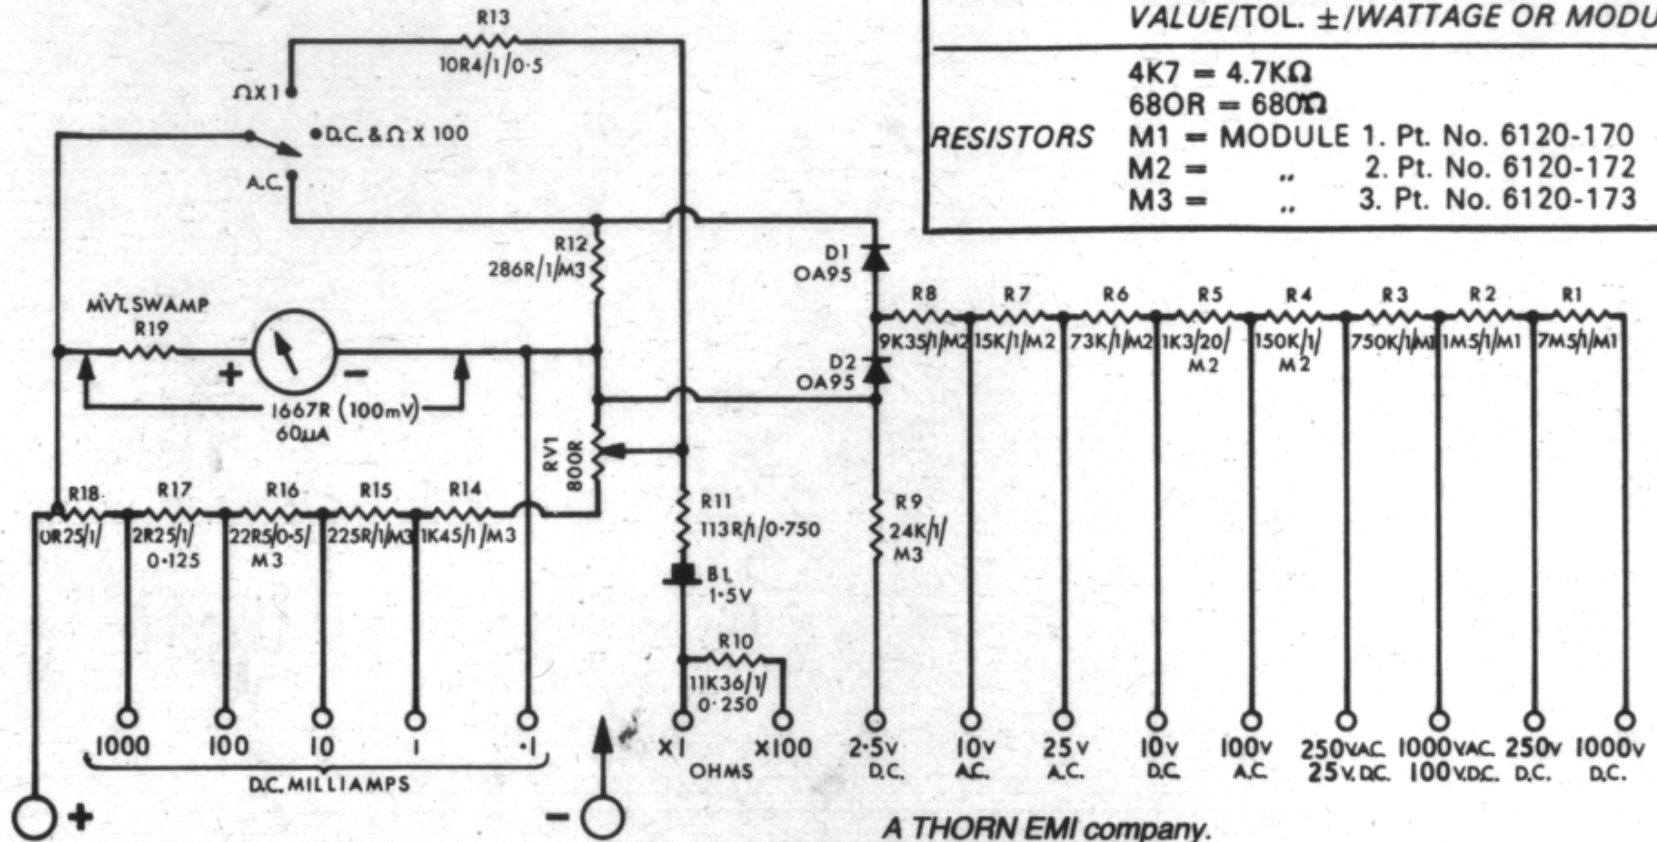 VALUE/TOL. ±/WATTAGE OR MODU
4K7 = 4.7KΩ
680R = 680Ω
RESISTORS M1 = MODULE 1. Pt. No. 6120-170
M2 = „ 2. Pt. No. 6120-172
M3 = „ 3. Pt. No. 6120-173
R13
10R4/1/0·5
ΩX1
D.C. & Ω X 100
A.C.
R12
286R/1/M3
D1
OA95
MVT. SWAMP
R19
+ −
1667R (100mV)
60µA
D2
OA95
R8 R7 R6 R5 R4 R3 R2 R1
9K35/1/M2 15K/1/M2 73K/1/M2 1K3/20/ 150K/1/ 750K/1/M1 1M5/1/M1 7M5/1/M1
M2 M2
RV1
800R
R18 R17 R16 R15 R14
0R25/1/ 2R25/1/ 22R5/0·5/ 225R/1/M3 1K45/1/M3
0·125 M3
R11
113R/1/0·750
R9
24K/1/
M3
B1.
1·5V
R10
11K36/1/
0·250
1000 100 10 1 ·1
D.C. MILLIAMPS
X1 X100
OHMS
2·5V 10V 25V 10V 100V 250VAC. 1000VAC. 250V 1000V
D.C. A.C. A.C. D.C. A.C. 25V.D.C. 100V.D.C. D.C. D.C.
+ −
A THORN EMI company.